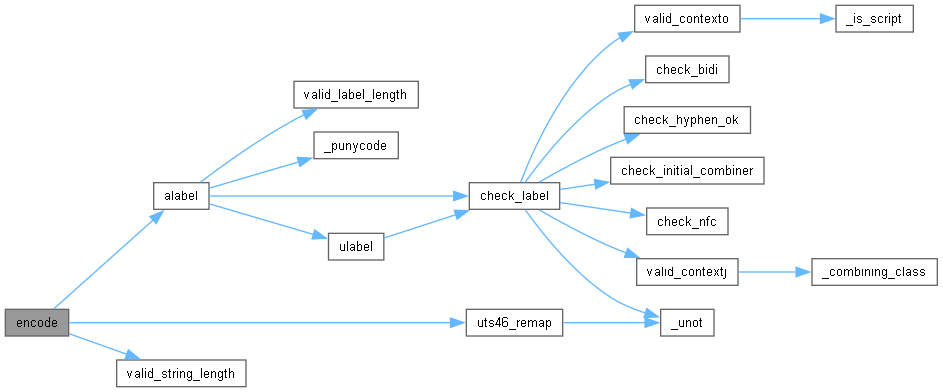 encode
alabel
uts46_remap
valid_string_length
valid_label_length
_punycode
ulabel
check_label
valid_contexto
check_bidi
check_hyphen_ok
check_initial_combiner
check_nfc
valid_contextj
_unot
_is_script
_combining_class